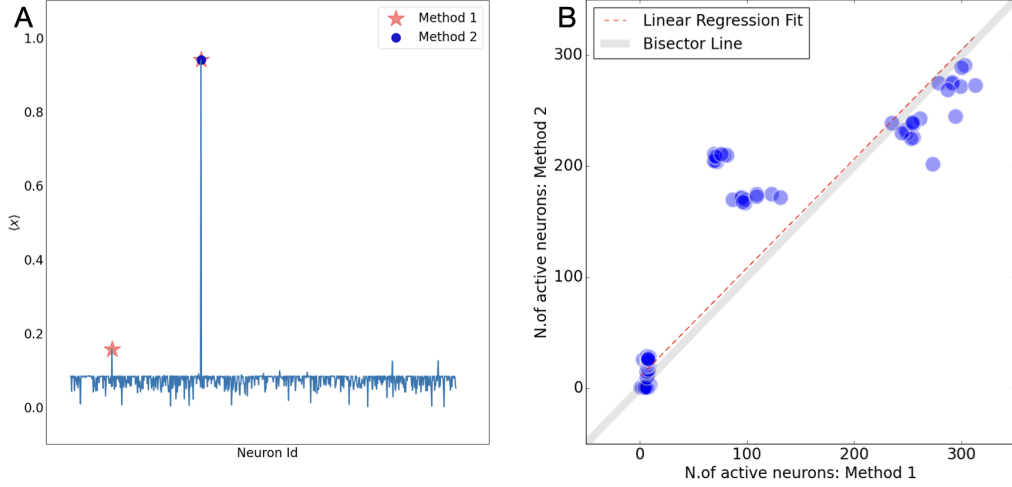 A
Method 1
Method 2
1.0
0.8
0.6
0.4
0.2
0.0
⟨x⟩
Neuron Id
B
Linear Regression Fit
Bisector Line
300
200
100
0
N.of active neurons: Method 2
0
100
200
300
N.of active neurons: Method 1